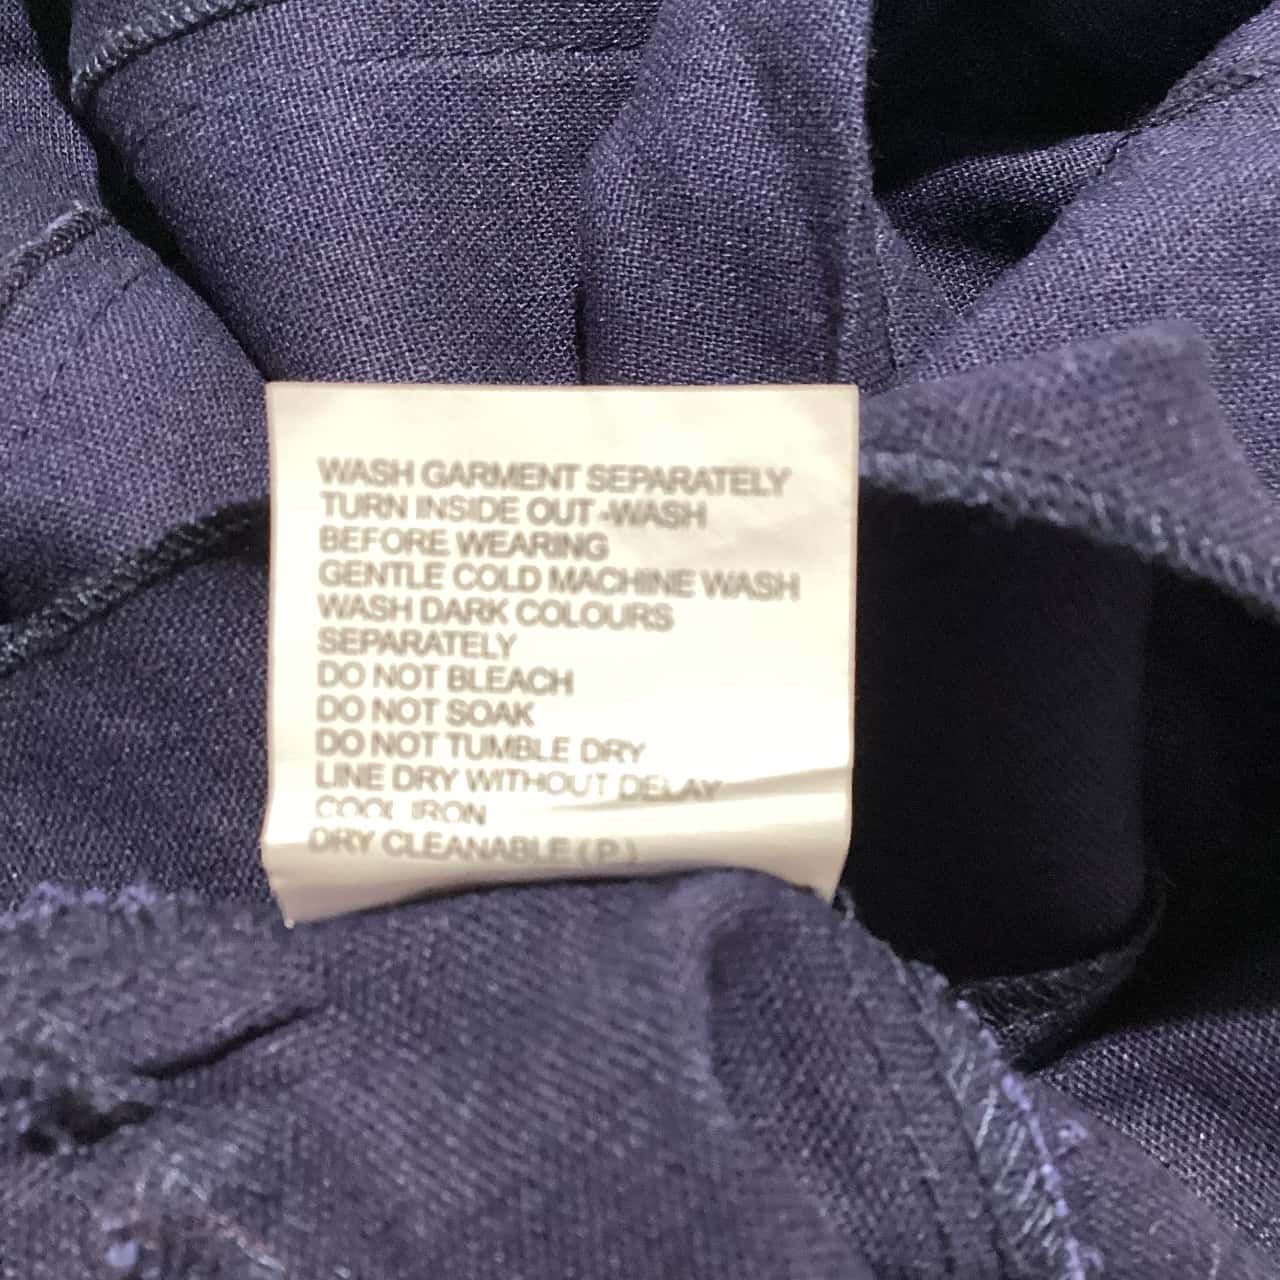 WASH GARMENT SEPARATELY
TURN INSIDE OUT -WASH
BEFORE WEARING
GENTLE COLD MACHINE WASH
WASH DARK COLOURS
SEPARATELY
DO NOT BLEACH
DO NOT SOAK
DO NOT TUMBLE DRY
LINE DRY WITHOUT DELAY
COOL IRON
DRY CLEANABLE ( P )